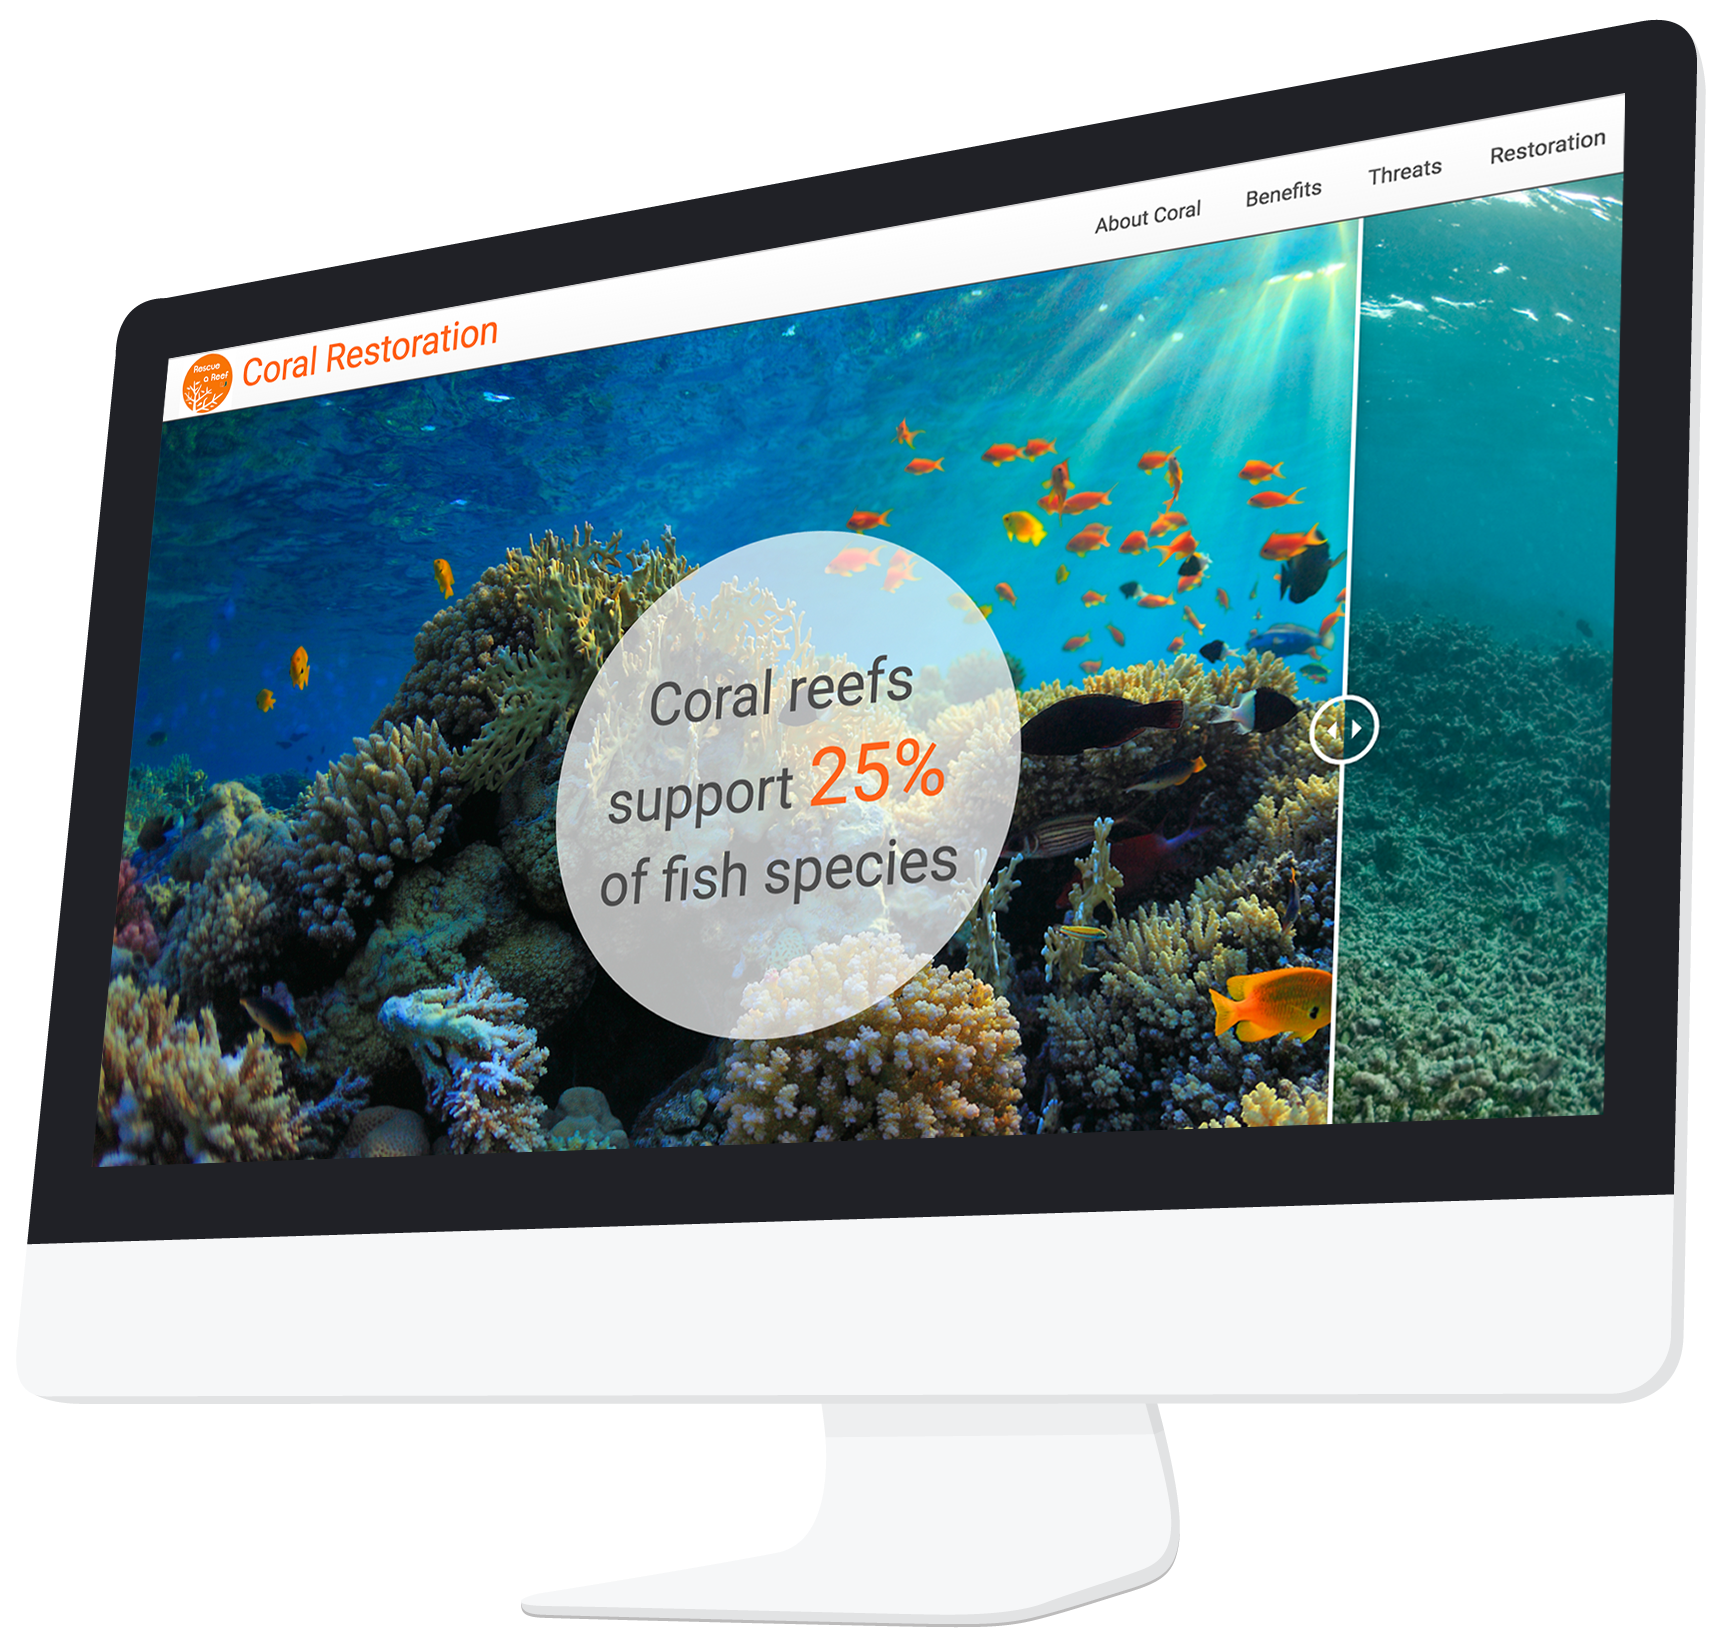 Rescue
a Reef
Coral Restoration
About Coral
Benefits
Threats
Restoration
Coral reefs
support 25%
of fish species